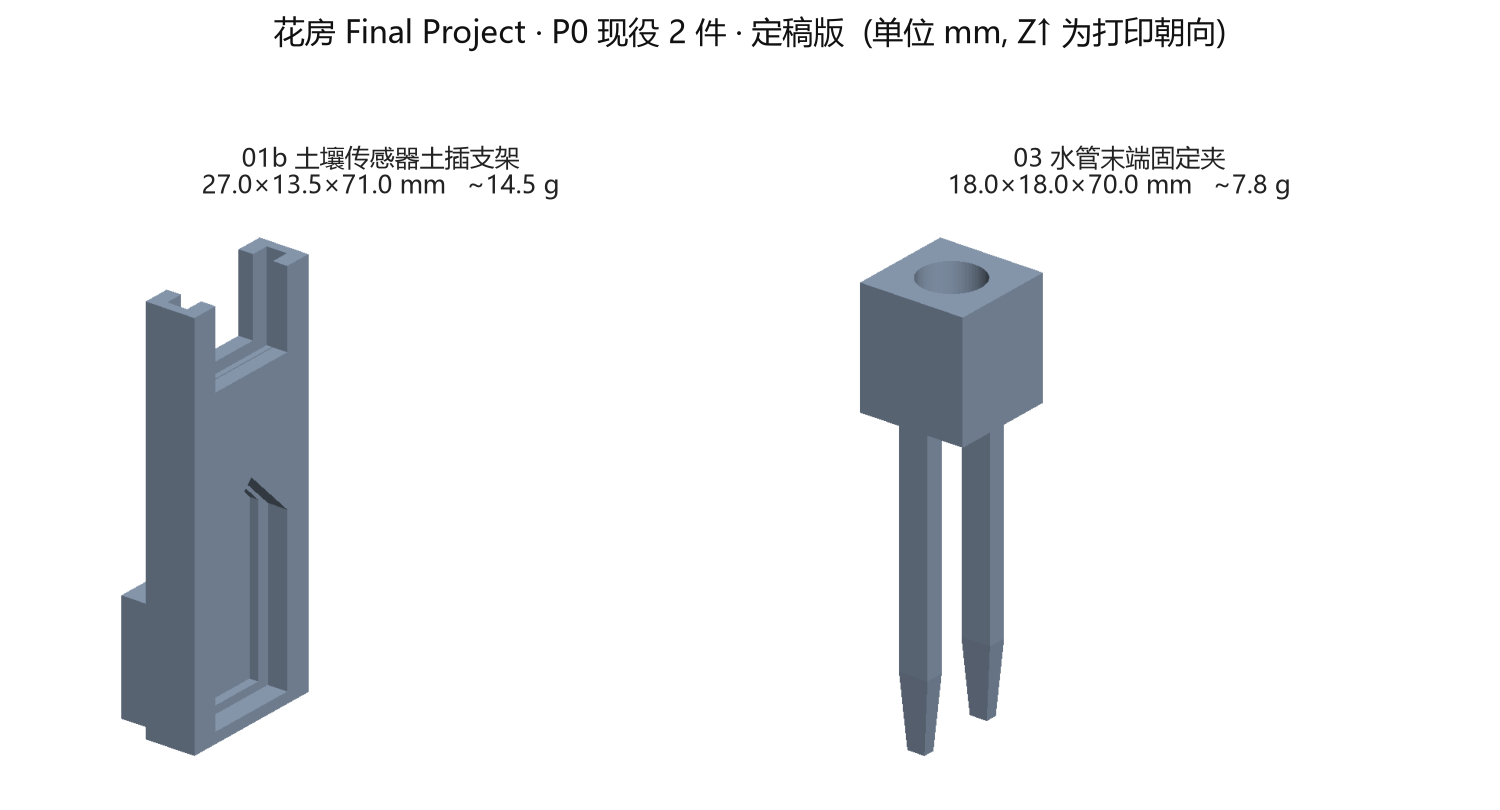 花房 Final Project · P0 现役 2 件 · 定稿版 (单位 mm, Z↑ 为打印朝向)
01b 土壤传感器土插支架
27.0×13.5×71.0 mm ~14.5 g
03 水管末端固定夹
18.0×18.0×70.0 mm ~7.8 g